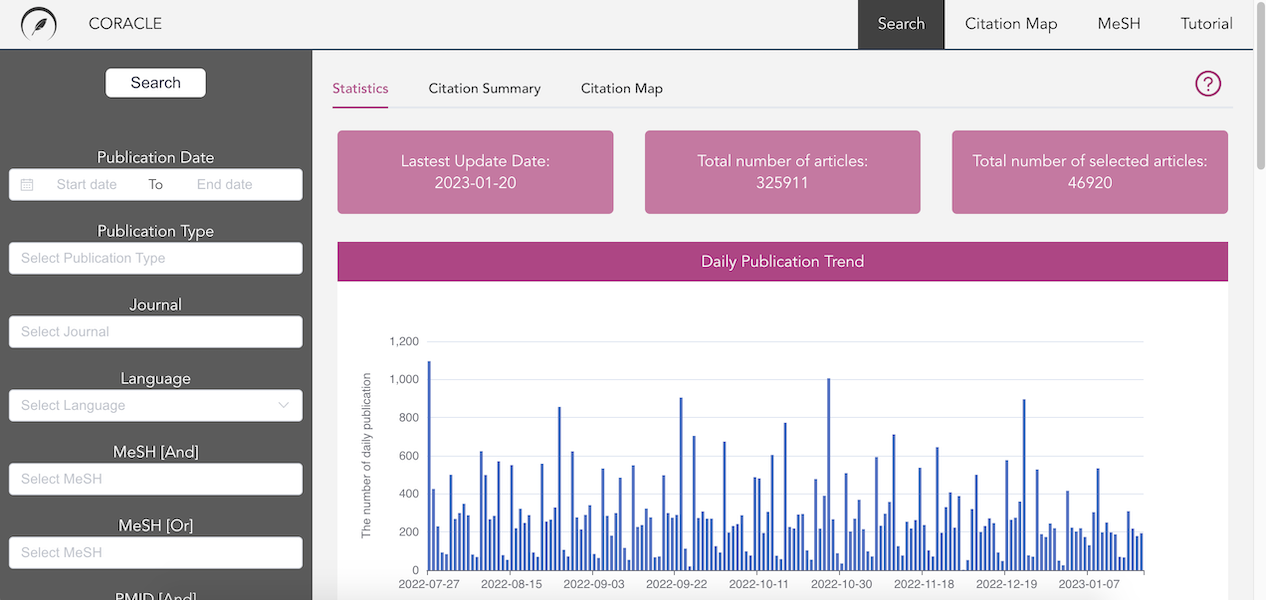 CORACLE
Search
Citation Map
MeSH
Tutorial
Search
Publication Date
Start date To End date
Publication Type
Select Publication Type
Journal
Select Journal
Language
Select Language
MeSH [And]
Select MeSH
MeSH [Or]
Select MeSH
PMID [And]
Statistics
Citation Summary
Citation Map
?
Lastest Update Date:
2023-01-20
Total number of articles:
325911
Total number of selected articles:
46920
Daily Publication Trend
The number of daily publication
1,200
1,000
800
600
400
200
0
2022-07-27
2022-08-15
2022-09-03
2022-09-22
2022-10-11
2022-10-30
2022-11-18
2022-12-19
2023-01-07